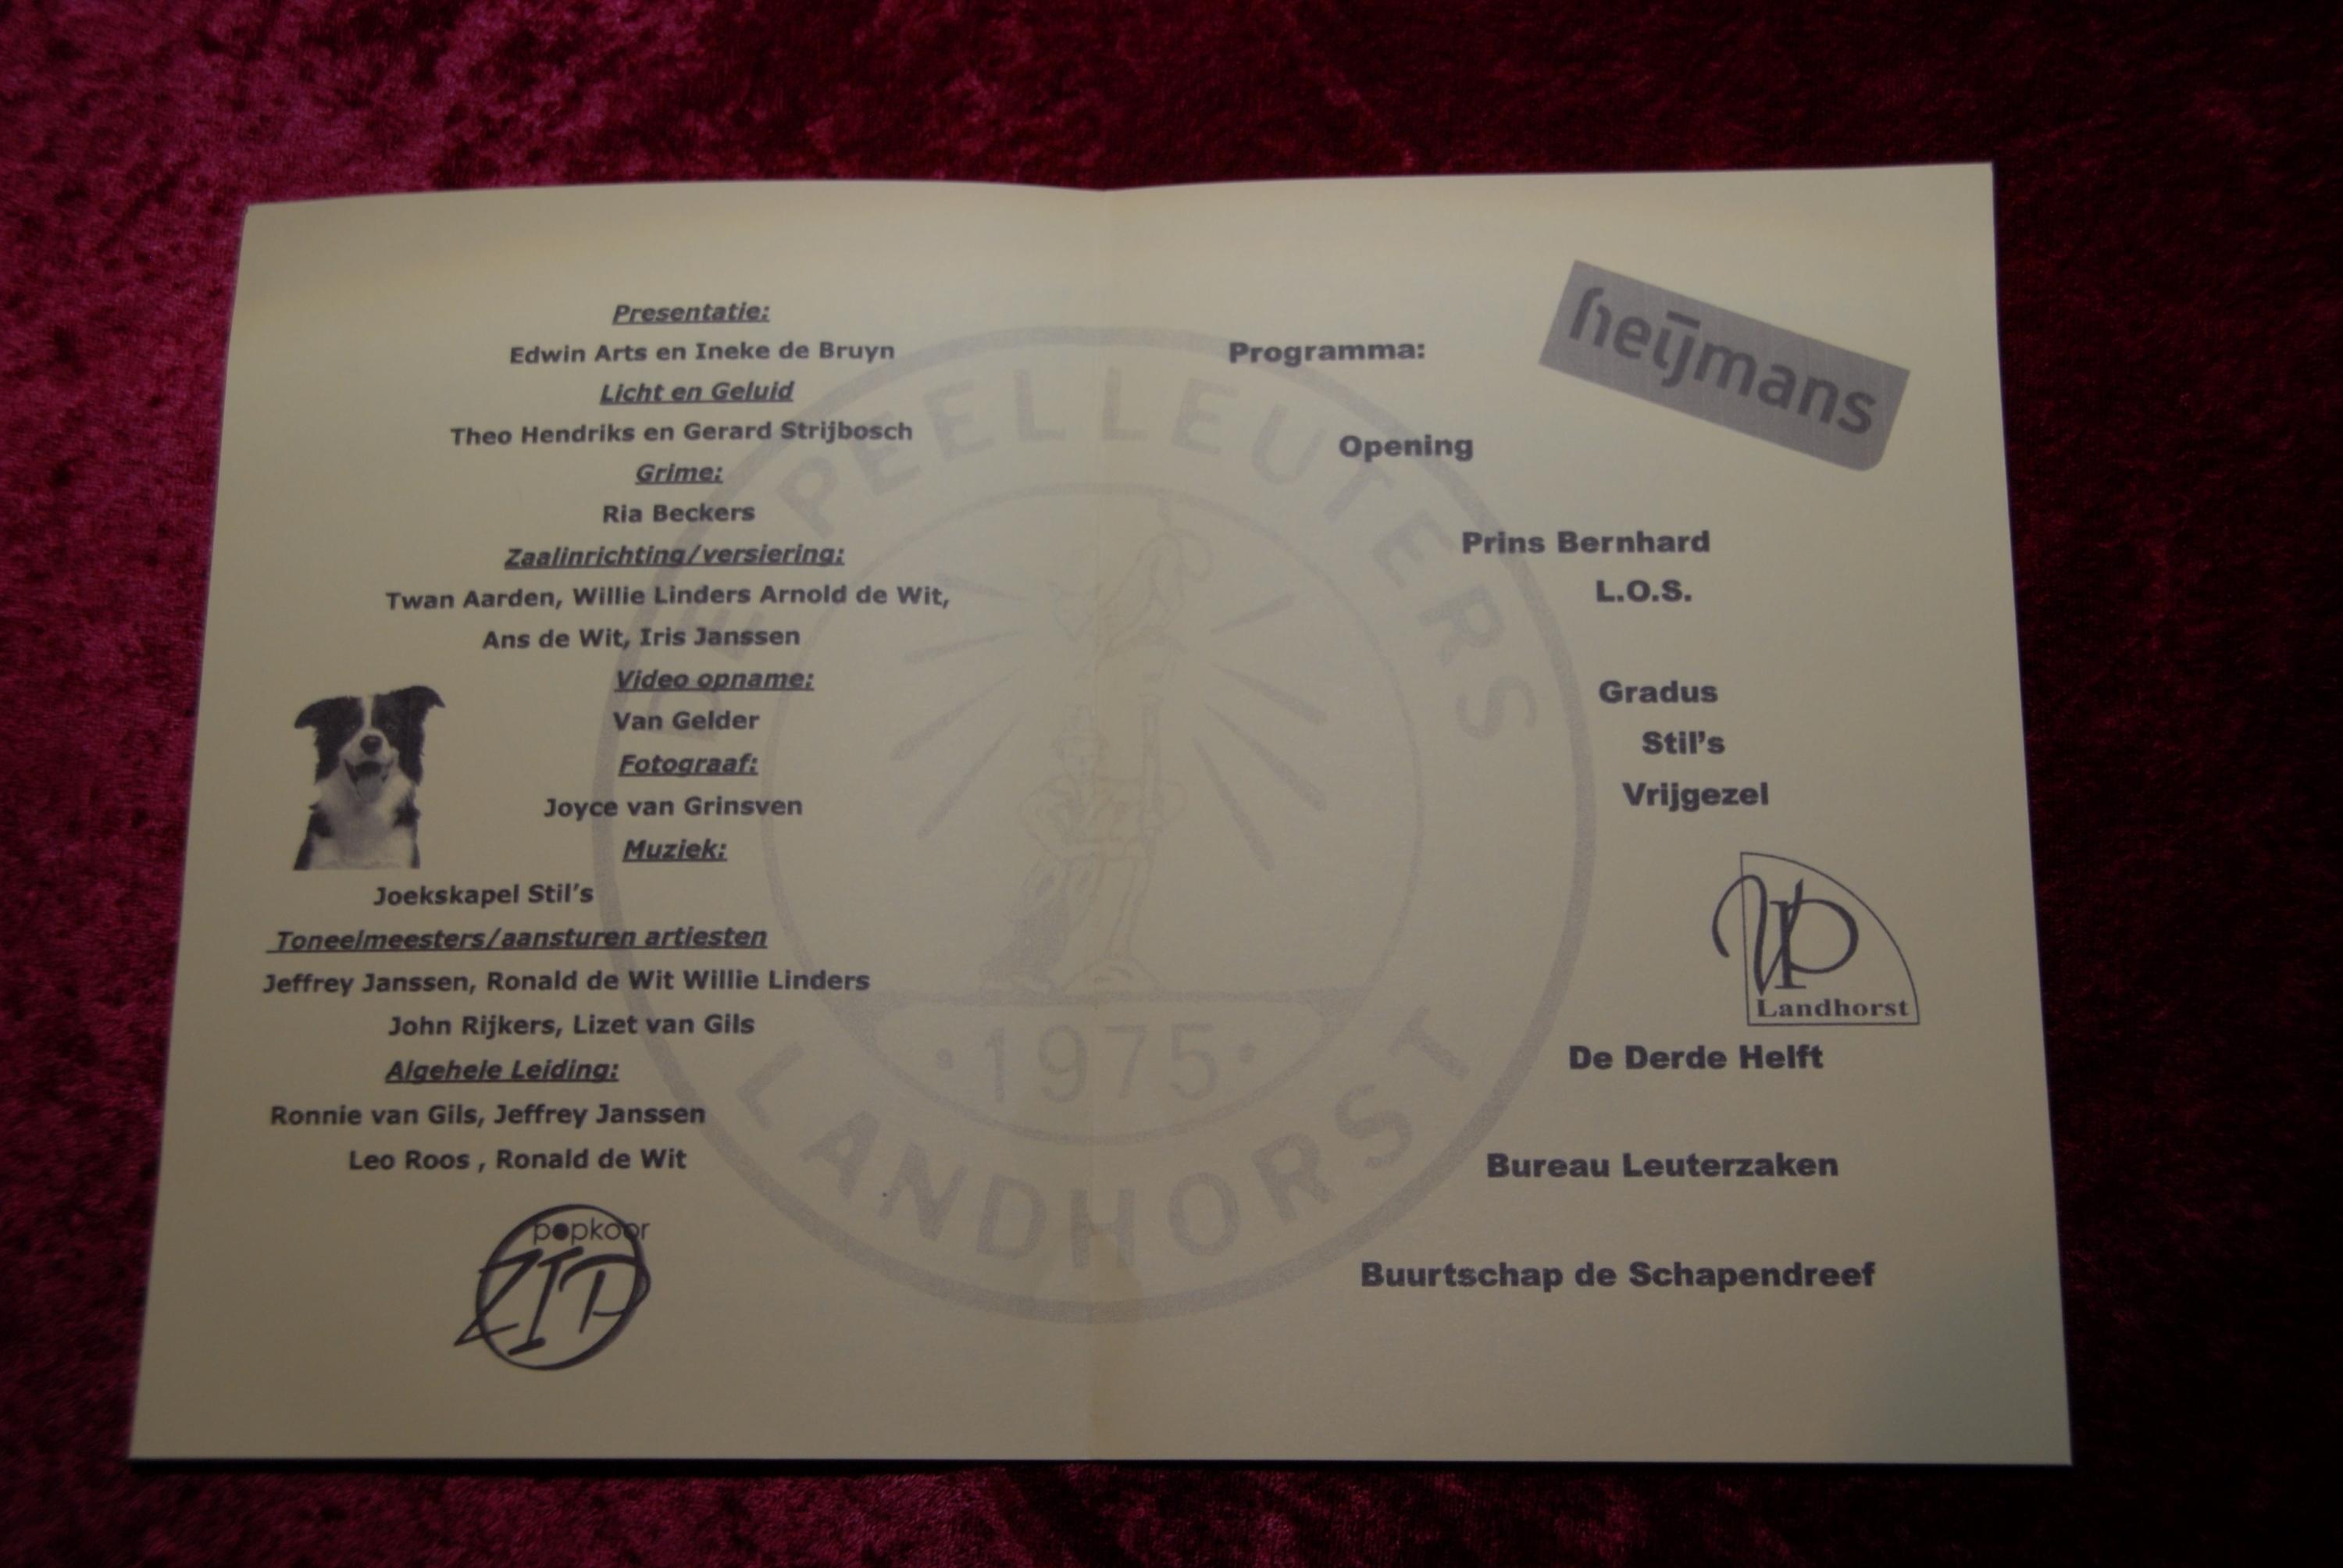 Presentatie:
Edwin Arts en Ineke de Bruyn
Licht en Geluid
Theo Hendriks en Gerard Strijbosch
Grime:
Ria Beckers
Zaalinrichting/versiering:
Twan Aarden, Willie Linders Arnold de Wit,
Ans de Wit, Iris Janssen
Video opname:
Van Gelder
Fotograaf:
Joyce van Grinsven
Muziek:
Joekskapel Stil's
Toneelmeesters/aansturen artiesten
Jeffrey Janssen, Ronald de Wit Willie Linders
John Rijkers, Lizet van Gils
Algehele Leiding:
Ronnie van Gils, Jeffrey Janssen
Leo Roos , Ronald de Wit
popkoor
ZIP
DE PEELLEUTERS
1975
LANDHORST
heijmans
Programma:
Opening
Prins Bernhard
L.O.S.
Gradus
Stil's
Vrijgezel
VP
Landhorst
De Derde Helft
Bureau Leuterzaken
Buurtschap de Schapendreef